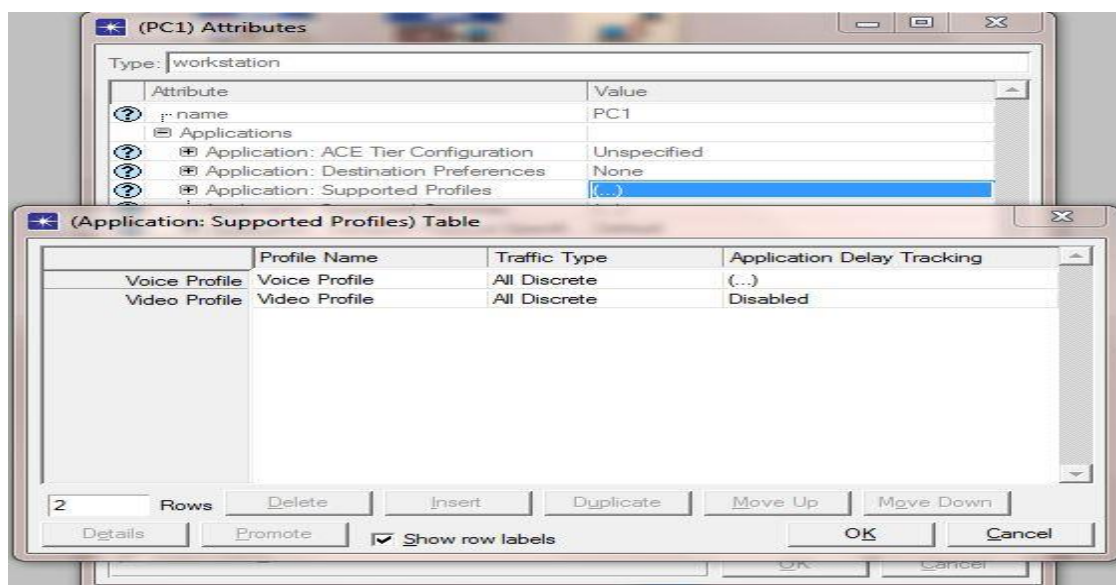 (PC1) Attributes
Type: workstation
Attribute Value
name PC1
Applications
Application: ACE Tier Configuration Unspecified
Application: Destination Preferences None
Application: Supported Profiles (...)
(Application: Supported Profiles) Table
Profile Name Traffic Type Application Delay Tracking
Voice Profile Voice Profile All Discrete (...)
Video Profile Video Profile All Discrete Disabled
2 Rows Delete Insert Duplicate Move Up Move Down
Details Promote Show row labels OK Cancel
OK Cancel